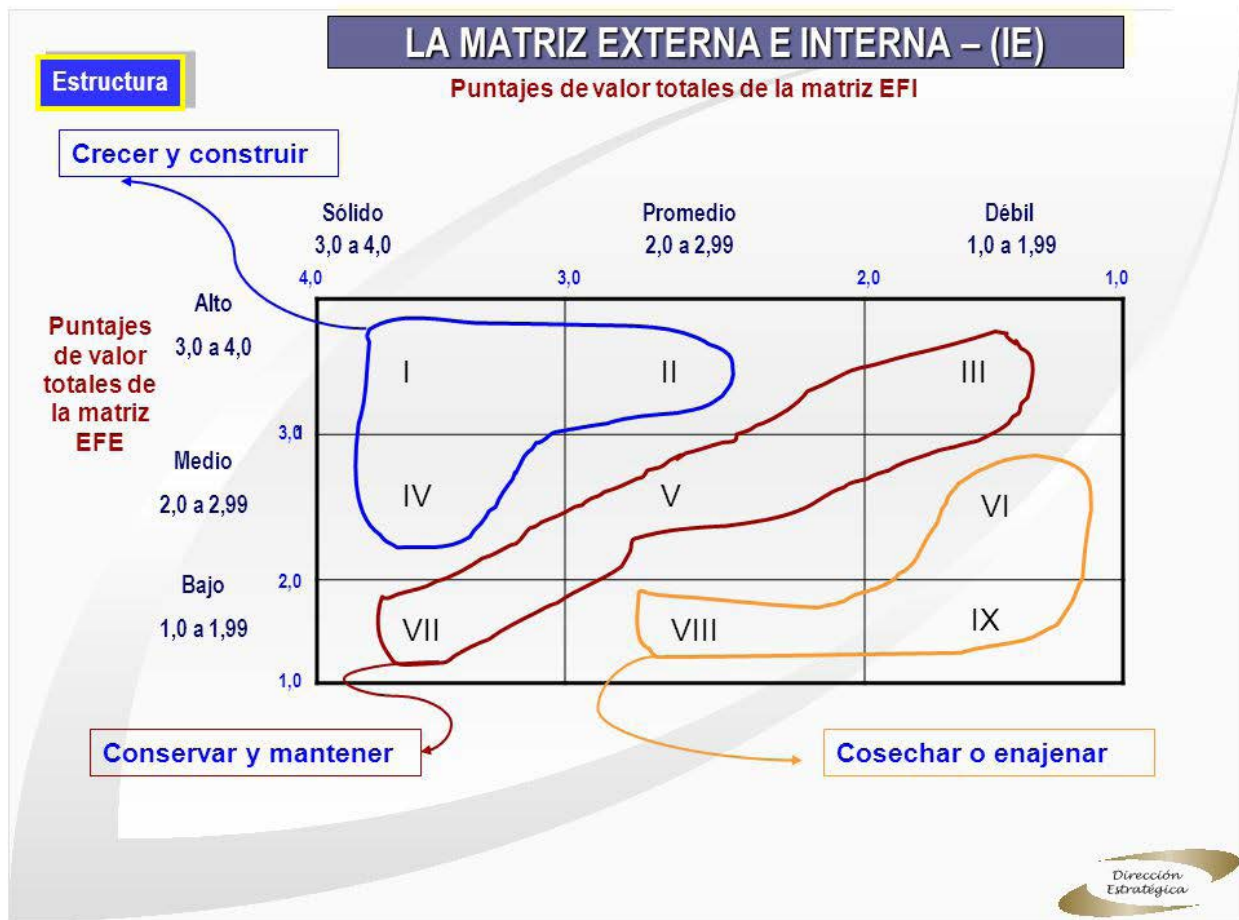 LA MATRIZ EXTERNA E INTERNA – (IE)
Estructura
Puntajes de valor totales de la matriz EFI
Crecer y construir
Sólido
3,0 a 4,0
Promedio
2,0 a 2,99
Débil
1,0 a 1,99
4,0
3,0
2,0
1,0
Alto
3,0 a 4,0
Puntajes
de valor
totales de
la matriz
EFE
I
II
III
3,0
Medio
2,0 a 2,99
IV
V
VI
2,0
Bajo
1,0 a 1,99
VII
VIII
IX
1,0
Conservar y mantener
Cosechar o enajenar
Dirección
Estratégica